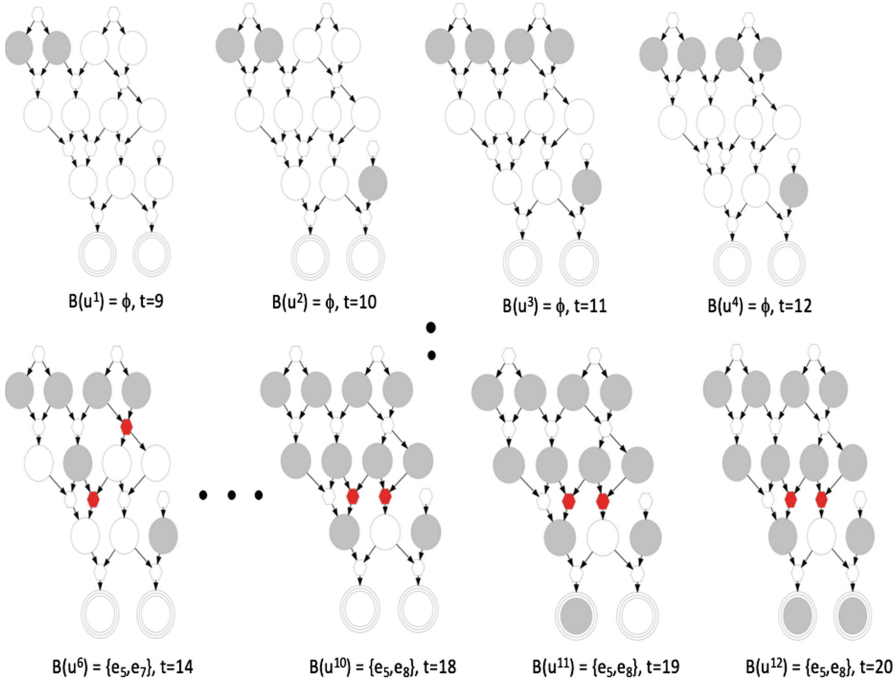 B(u¹) = ϕ, t=9
B(u²) = ϕ, t=10
B(u³) = ϕ, t=11
B(u⁴) = ϕ, t=12
B(u⁶) = {e₅,e₇}, t=14
B(u¹⁰) = {e₅,e₈}, t=18
B(u¹¹) = {e₅,e₈}, t=19
B(u¹²) = {e₅,e₈}, t=20